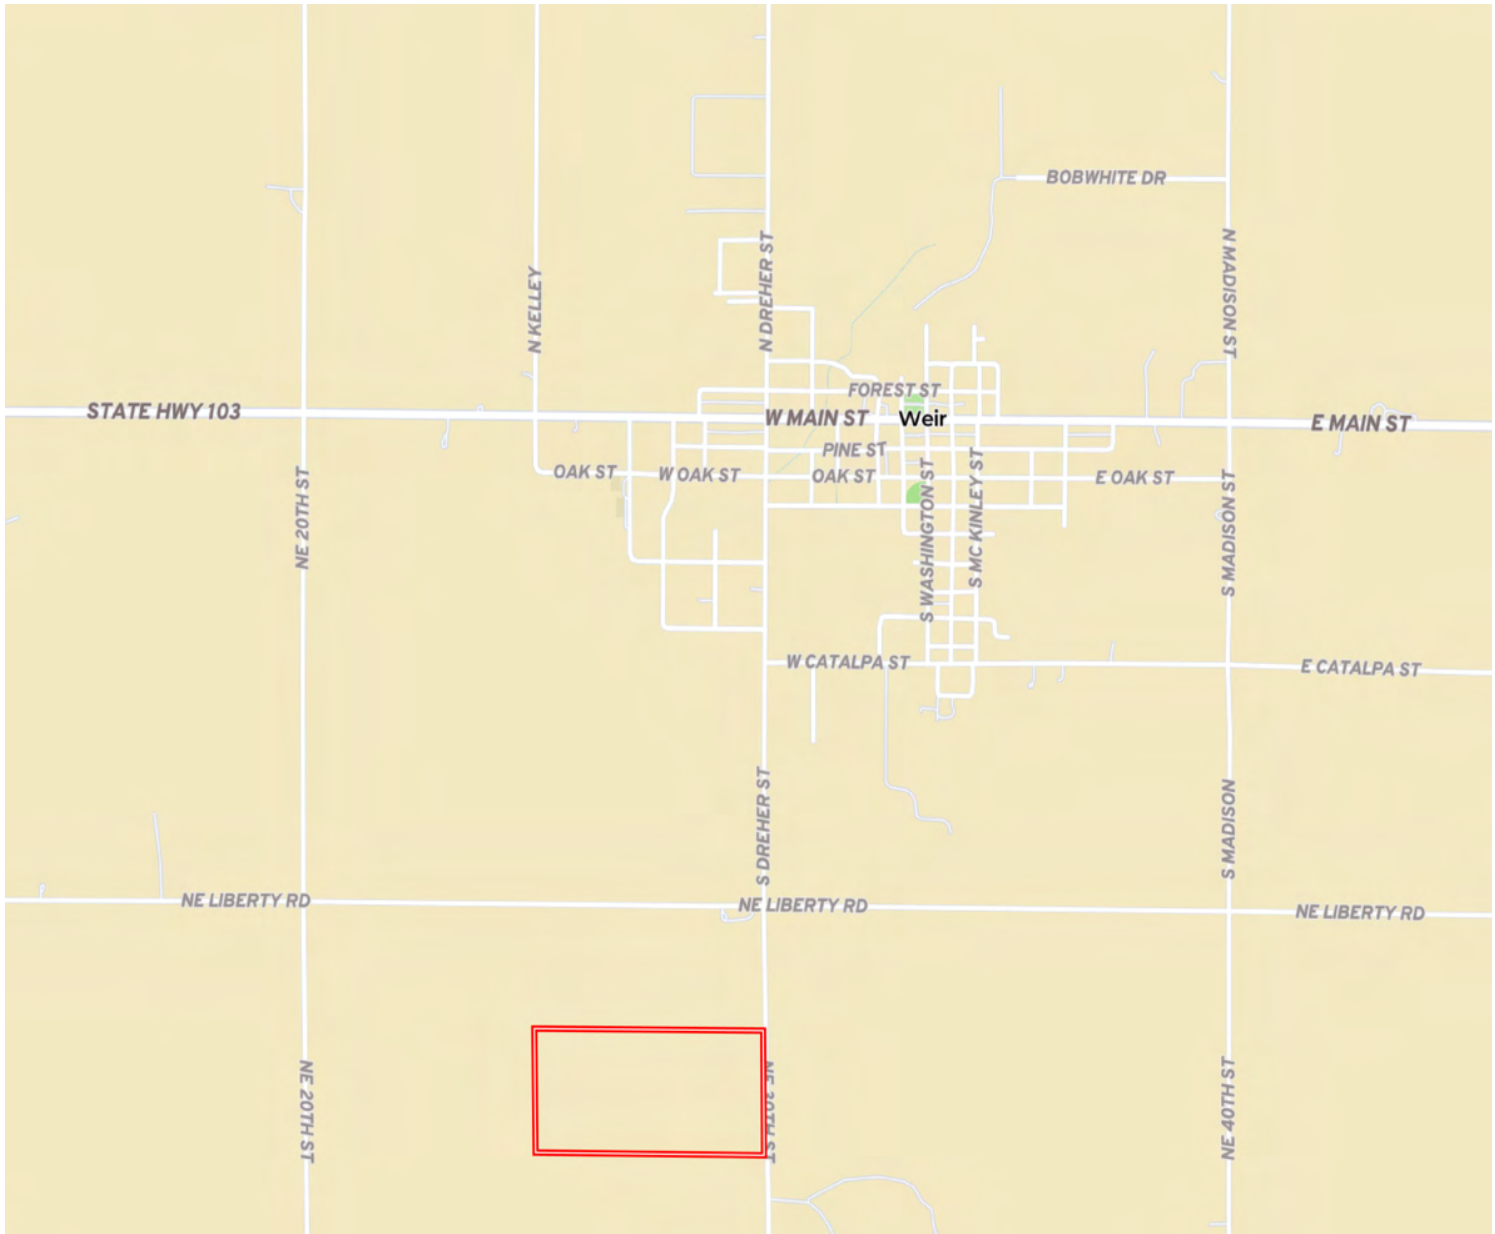 BOBWHITE DR
N MADISON ST
N DREHER ST
N KELLEY
FOREST ST
STATE HWY 103
W MAIN ST
Weir
E MAIN ST
PINE ST
OAK ST
W OAK ST
OAK ST
E OAK ST
NE 20TH ST
S WASHINGTON ST
S MC KINLEY ST
S MADISON ST
W CATALPA ST
E CATALPA ST
S DREHER ST
S MADISON
NE LIBERTY RD
NE LIBERTY RD
NE LIBERTY RD
NE 20TH ST
NE 30TH ST
NE 40TH ST